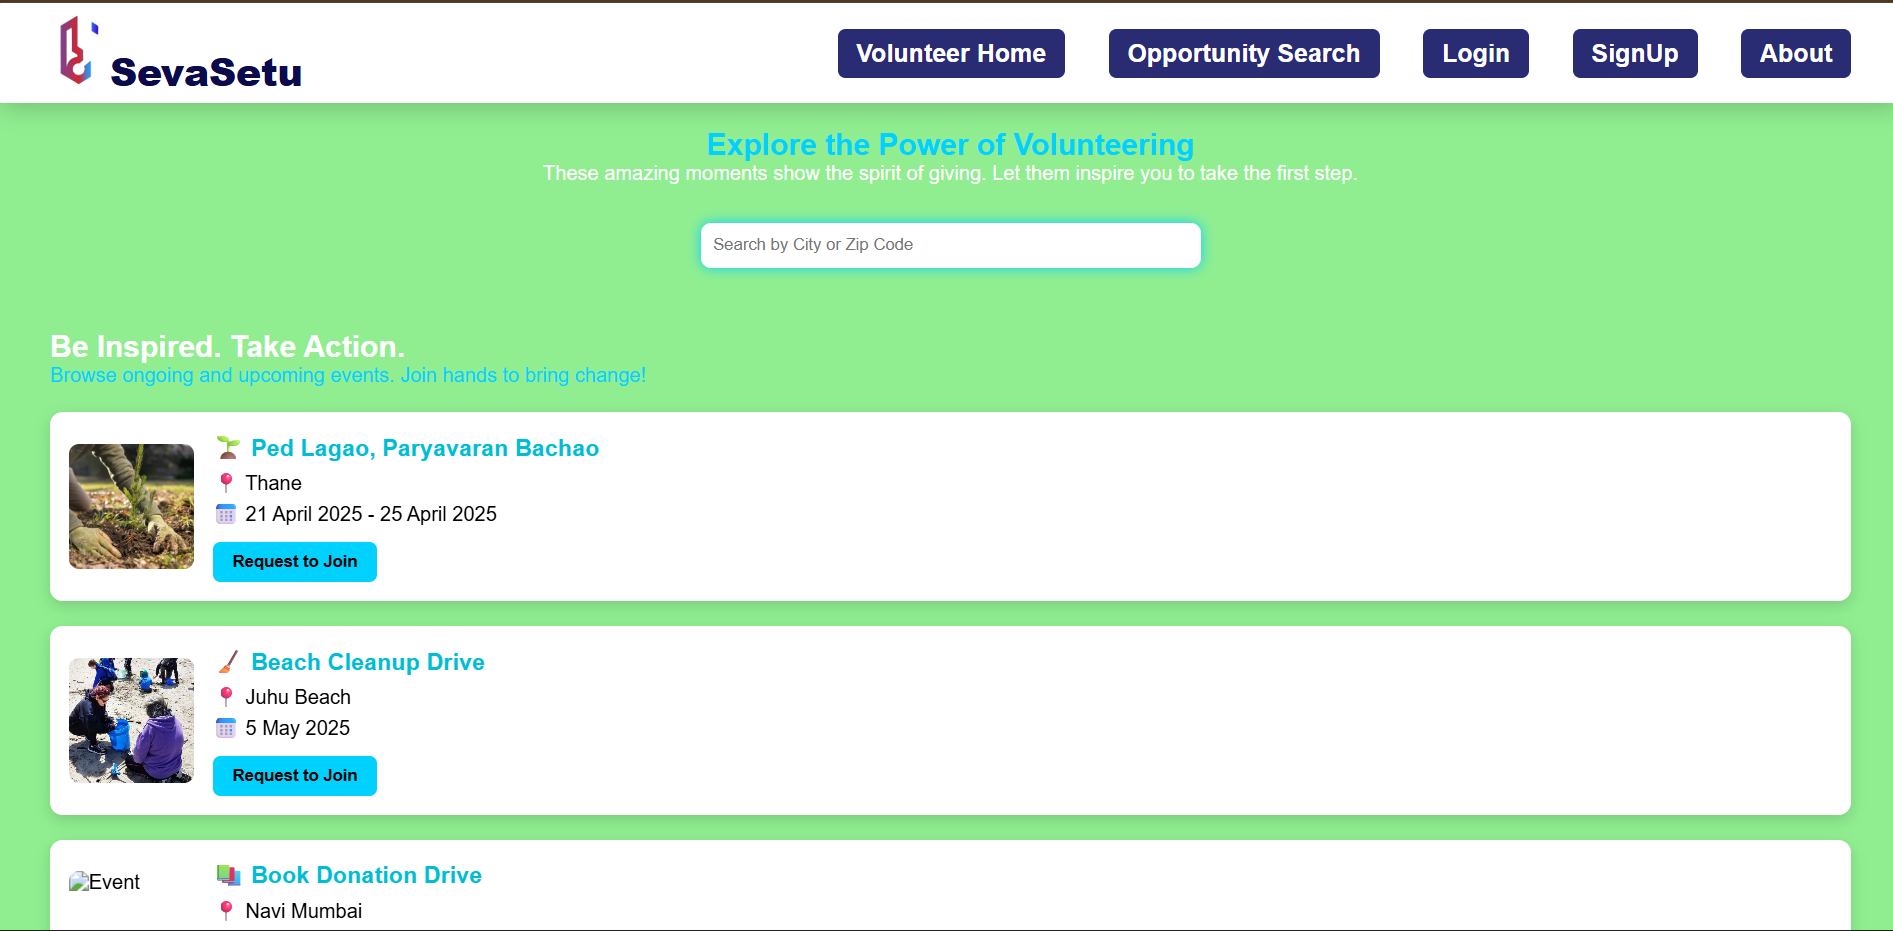 SevaSetu
Volunteer Home
Opportunity Search
Login
SignUp
About
Explore the Power of Volunteering
These amazing moments show the spirit of giving. Let them inspire you to take the first step.
Search by City or Zip Code
Be Inspired. Take Action.
Browse ongoing and upcoming events. Join hands to bring change!
Ped Lagao, Paryavaran Bachao
Thane
21 April 2025 - 25 April 2025
Request to Join
Beach Cleanup Drive
Juhu Beach
5 May 2025
Request to Join
Event
Book Donation Drive
Navi Mumbai